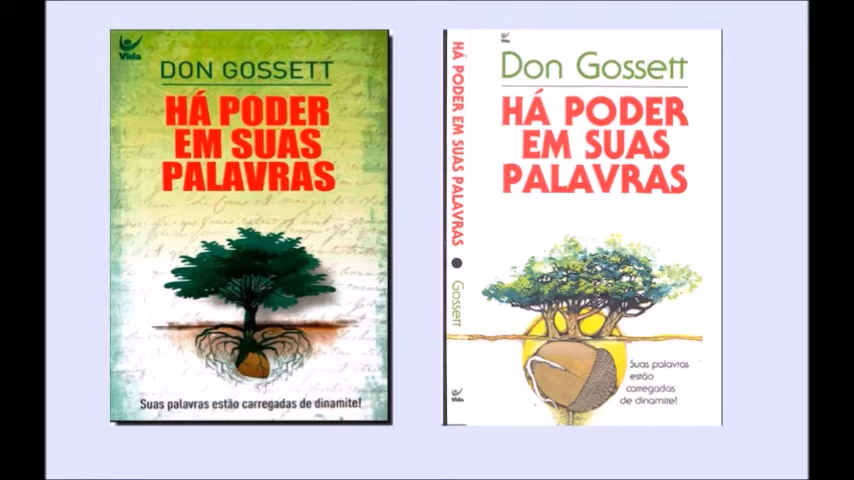 Vida
DON GOSSETT
HÁ PODER
EM SUAS
PALAVRAS
Suas palavras estão carregadas de dinamite!
HÁ PODER EM SUAS PALAVRAS
Gossett
Vida
Don Gossett
HÁ PODER
EM SUAS
PALAVRAS
Suas palavras
estão
carregadas
de dinamite!